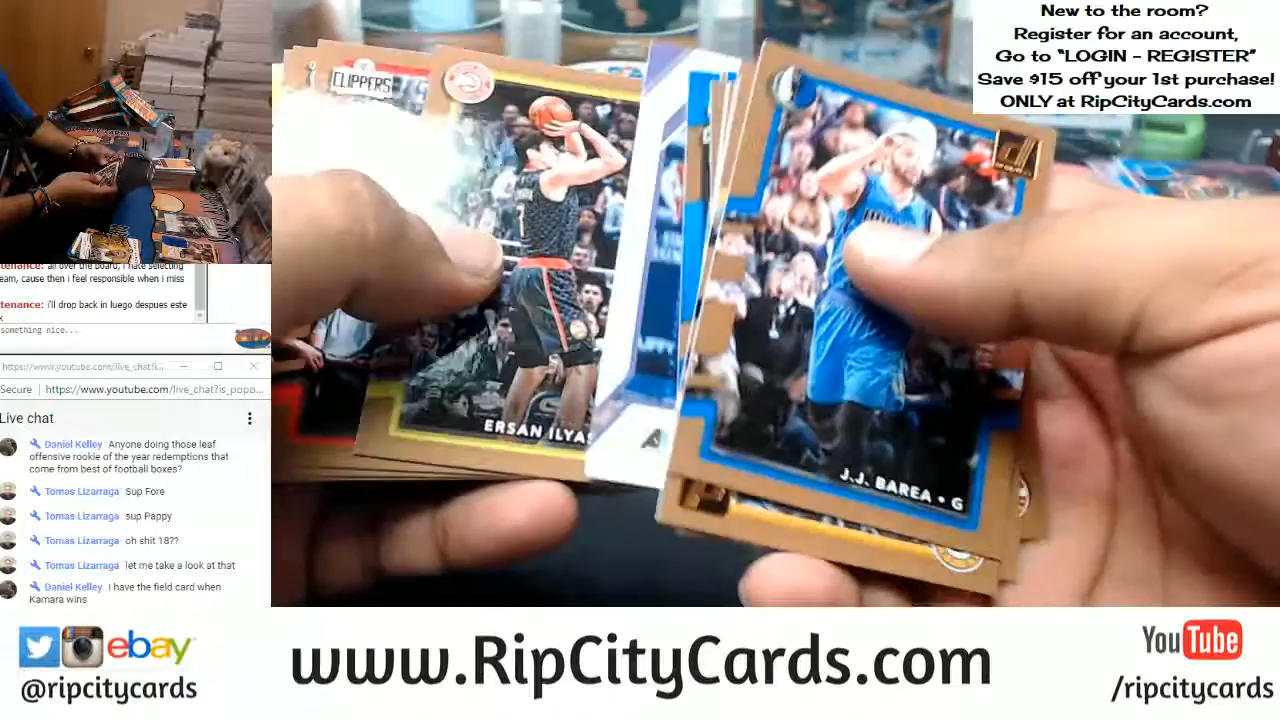 New to the room?
Register for an account,
Go to "LOGIN - REGISTER"
Save $15 off your 1st purchase!
ONLY at RipCityCards.com
CLIPPERS
7
ERSAN ILYAS
J.J. BAREA • G
tenance: all over the board, i hate selecting
eam, cause then i feel responsible when i miss
tenance: i'll drop back in luego despues este
x
something nice...
https://www.youtube.com/live_chat?i...
Secure | https://www.youtube.com/live_chat?is_popo...
Live chat
Daniel Kelley Anyone doing those leaf
offensive rookie of the year redemptions that
come from best of football boxes?
Tomas Lizarraga Sup Fore
Tomas Lizarraga sup Pappy
Tomas Lizarraga oh shit 18??
Tomas Lizarraga let me take a look at that
Daniel Kelley I have the field card when
Kamara wins
ebay
@ripcitycards
www.RipCityCards.com
YouTube
/ripcitycards